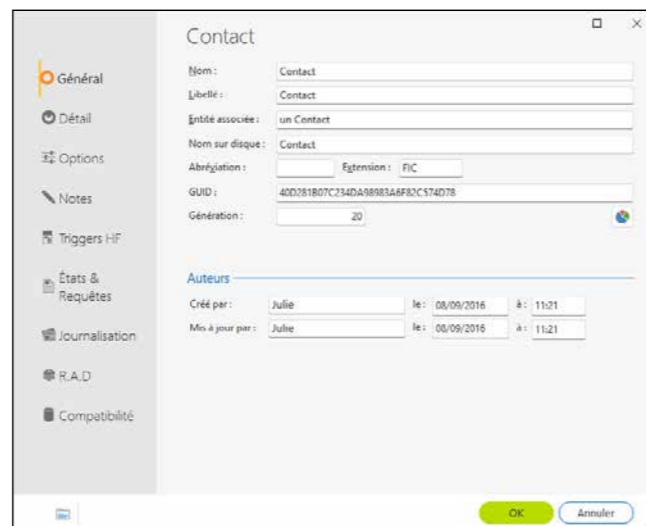 Contact
Général
Détail
Options
Notes
Triggers HF
États &
Requêtes
Journalisation
R.A.D
Compatibilité
Nom : Contact
Libellé : Contact
Entité associée : un Contact
Nom sur disque : Contact
Abréviation : Extension : FIC
GUID : 40D281B07C234DA98983A6F82C574D78
Génération : 20
Auteurs
Créé par : Julie le : 08/09/2016 à : 11:21
Mis à jour par : Julie le : 08/09/2016 à : 11:21
OK Annuler